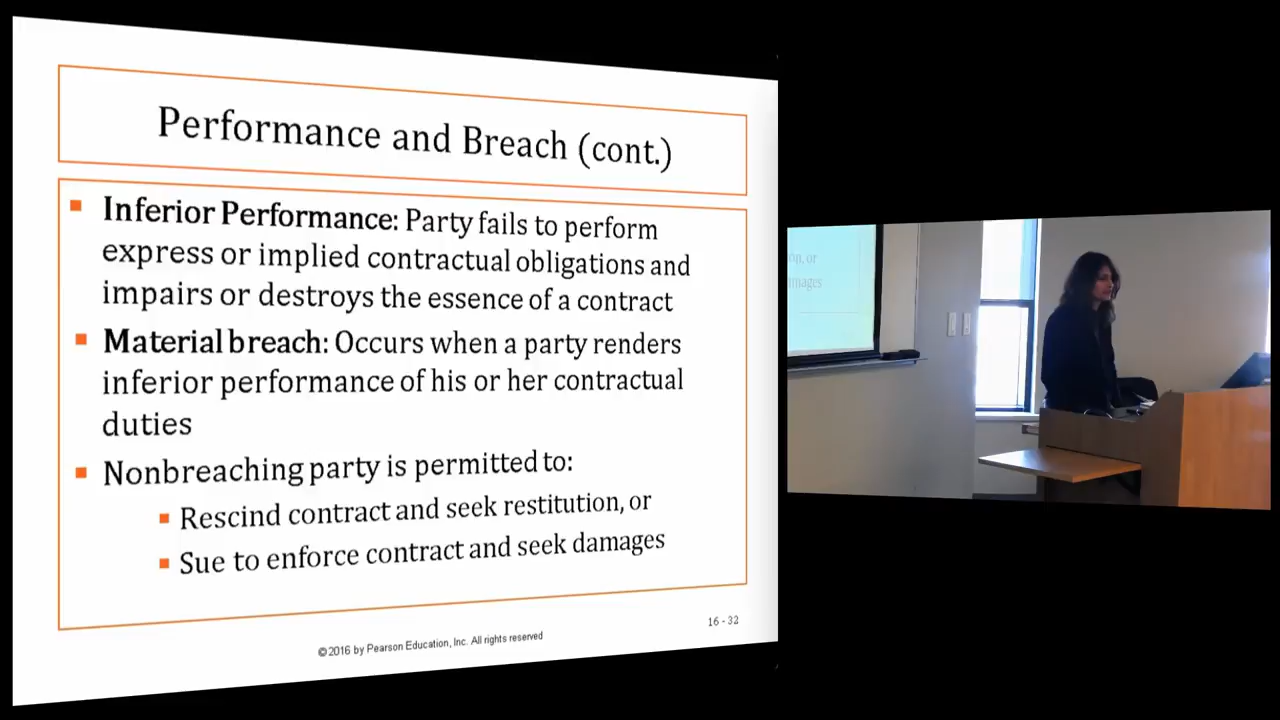 Performance and Breach (cont.)
▪ Inferior Performance: Party fails to perform
express or implied contractual obligations and
impairs or destroys the essence of a contract
▪ Material breach: Occurs when a party renders
inferior performance of his or her contractual
duties
▪ Nonbreaching party is permitted to:
▪ Rescind contract and seek restitution, or
▪ Sue to enforce contract and seek damages
16 - 32
©2016 by Pearson Education, Inc. All rights reserved
on, or
mages